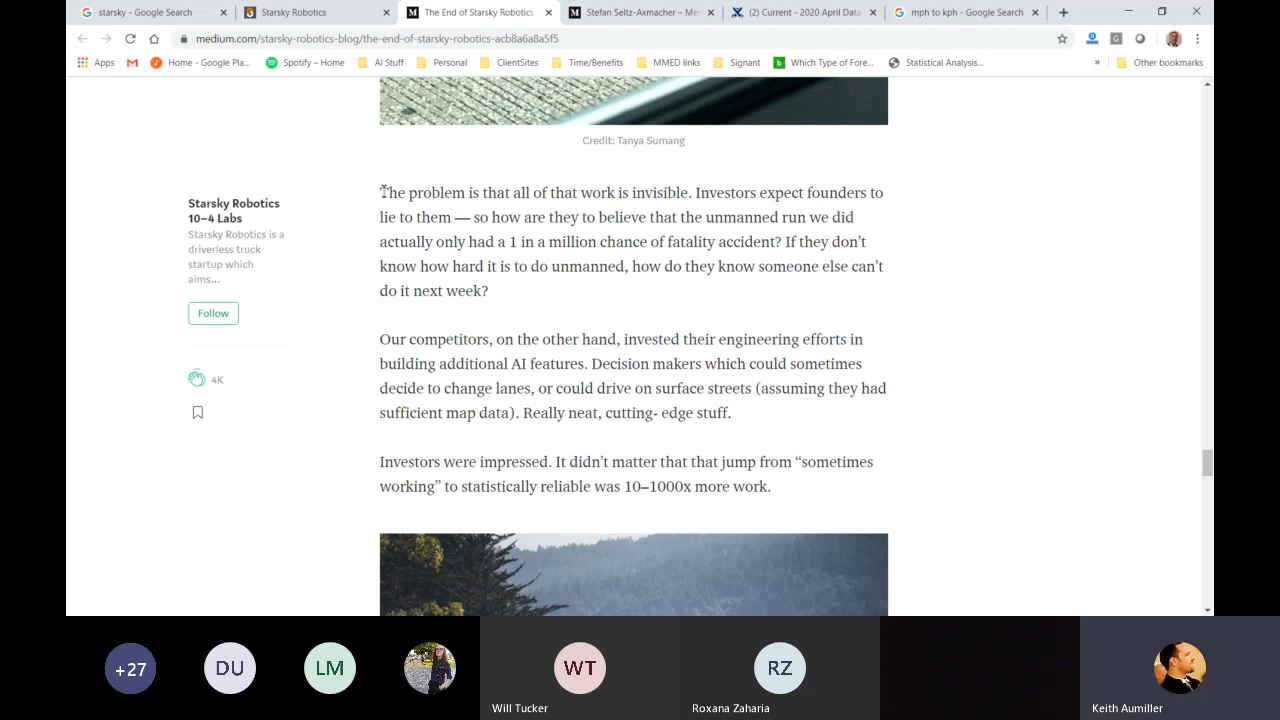 starsky - Google Search
Starsky Robotics
The End of Starsky Robotics
Stefan Seltz-Axmacher – Me
(2) Current - 2020 April Data
mph to kph - Google Search
medium.com/starsky-robotics-blog/the-end-of-starsky-robotics-acb8a6a8a5f5
Apps
Home - Google Pla...
Spotify – Home
AI Stuff
Personal
ClientSites
Time/Benefits
MMED links
Signant
Which Type of Fore...
Statistical Analysis...
»
Other bookmarks
Credit: Tanya Sumang
Starsky Robotics
10–4 Labs
Starsky Robotics is a
driverless truck
startup which
aims...
Follow
4K
The problem is that all of that work is invisible. Investors expect founders to
lie to them — so how are they to believe that the unmanned run we did
actually only had a 1 in a million chance of fatality accident? If they don’t
know how hard it is to do unmanned, how do they know someone else can’t
do it next week?
Our competitors, on the other hand, invested their engineering efforts in
building additional AI features. Decision makers which could sometimes
decide to change lanes, or could drive on surface streets (assuming they had
sufficient map data). Really neat, cutting- edge stuff.
Investors were impressed. It didn’t matter that that jump from “sometimes
working” to statistically reliable was 10–1000x more work.
+27
DU
LM
WT
RZ
Will Tucker
Roxana Zaharia
Keith Aumiller